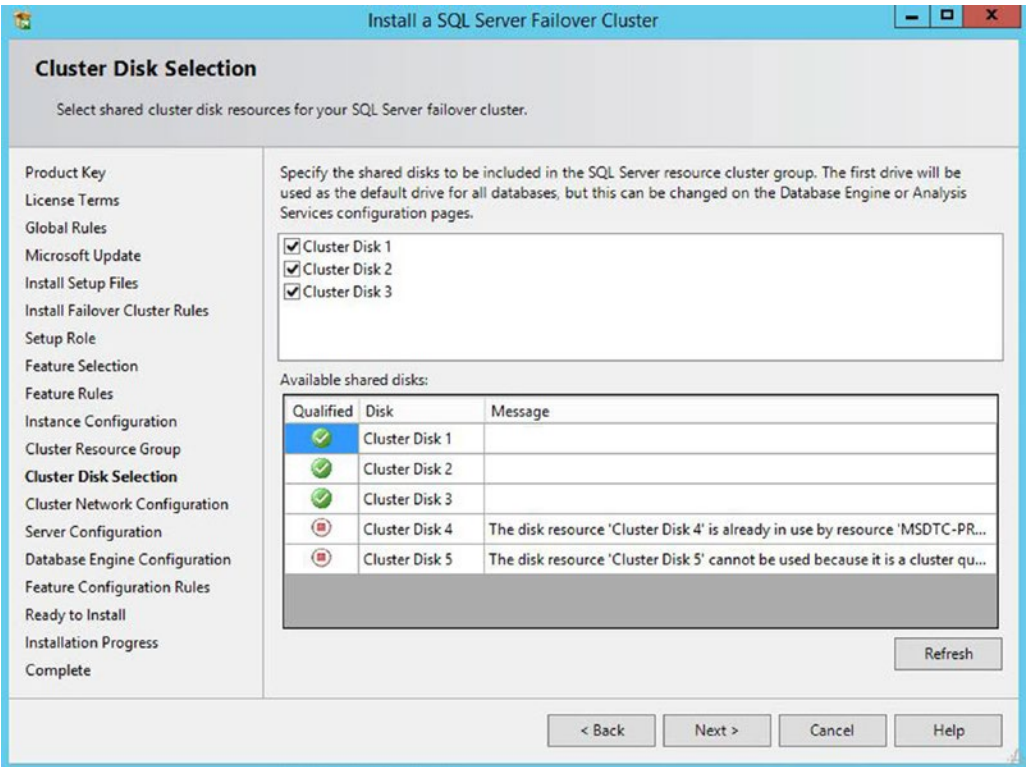 Install a SQL Server Failover Cluster
Cluster Disk Selection
Select shared cluster disk resources for your SQL Server failover cluster.
Product Key
License Terms
Global Rules
Microsoft Update
Install Setup Files
Install Failover Cluster Rules
Setup Role
Feature Selection
Feature Rules
Instance Configuration
Cluster Resource Group
Cluster Disk Selection
Cluster Network Configuration
Server Configuration
Database Engine Configuration
Feature Configuration Rules
Ready to Install
Installation Progress
Complete
Specify the shared disks to be included in the SQL Server resource cluster group. The first drive will be
used as the default drive for all databases, but this can be changed on the Database Engine or Analysis
Services configuration pages.
Cluster Disk 1
Cluster Disk 2
Cluster Disk 3
Available shared disks:
Qualified Disk Message
Cluster Disk 1
Cluster Disk 2
Cluster Disk 3
Cluster Disk 4 The disk resource 'Cluster Disk 4' is already in use by resource 'MSDTC-PR...
Cluster Disk 5 The disk resource 'Cluster Disk 5' cannot be used because it is a cluster qu...
Refresh
< Back Next > Cancel Help